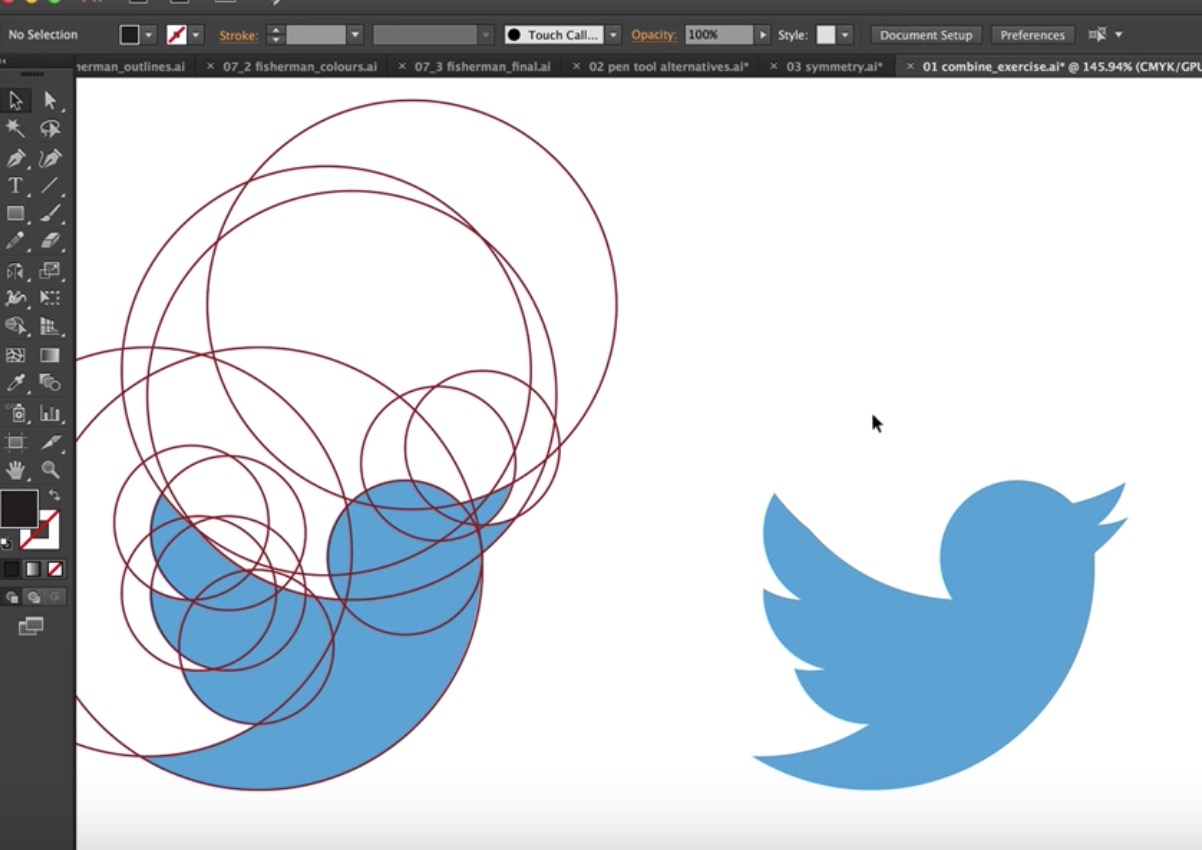 No Selection Stroke: Touch Call... Opacity: 100% Style: Document Setup Preferences
herman_outlines.ai × 07_2 fisherman_colours.ai × 07_3 fisherman_final.ai × 02 pen tool alternatives.ai* × 03 symmetry.ai* × 01 combine_exercise.ai* @ 145.94% (CMYK/GPU
T